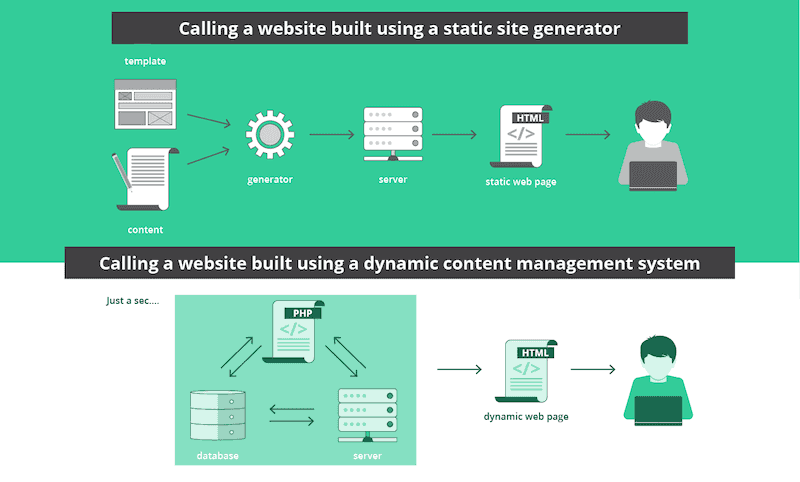 Calling a website built using a static site generator
template
HTML
generator
server
static web page
content
Calling a website built using a dynamic content management system
Just a sec....
PHP
HTML
dynamic web page
database
server